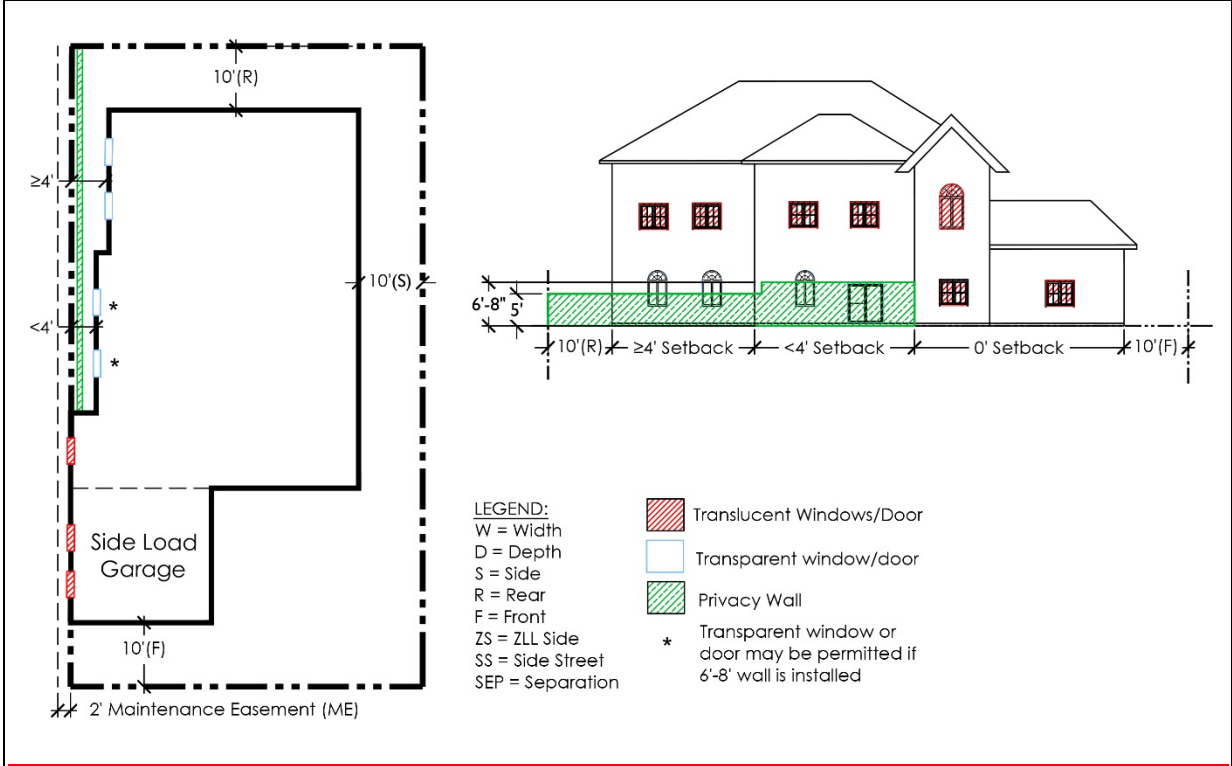 10'(R)
≥4'
10'(S)
*
<4'
*
Side Load
Garage
10'(F)
2' Maintenance Easement (ME)
6'-8"
5'
10'(R)
≥4' Setback
<4' Setback
0' Setback
10'(F)
LEGEND:
W = Width
D = Depth
S = Side
R = Rear
F = Front
ZS = ZLL Side
SS = Side Street
SEP = Separation
Translucent Windows/Door
Transparent window/door
Privacy Wall
* Transparent window or
door may be permitted if
6'-8' wall is installed